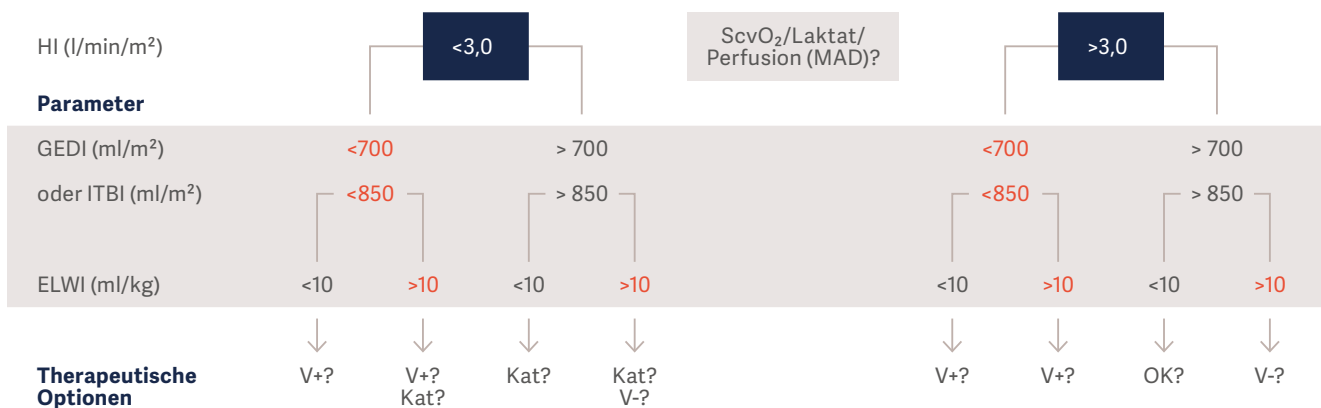 HI (l/min/m²) <3,0 ScvO₂/Laktat/ >3,0
Perfusion (MAD)?
Parameter
GEDI (ml/m²) <700 > 700 <700 > 700
oder ITBI (ml/m²) <850 > 850 <850 > 850
ELWI (ml/kg) <10 >10 <10 >10 <10 >10 <10 >10
Therapeutische V+? V+? Kat? Kat? V+? V+? OK? V-?
Optionen Kat? V-?